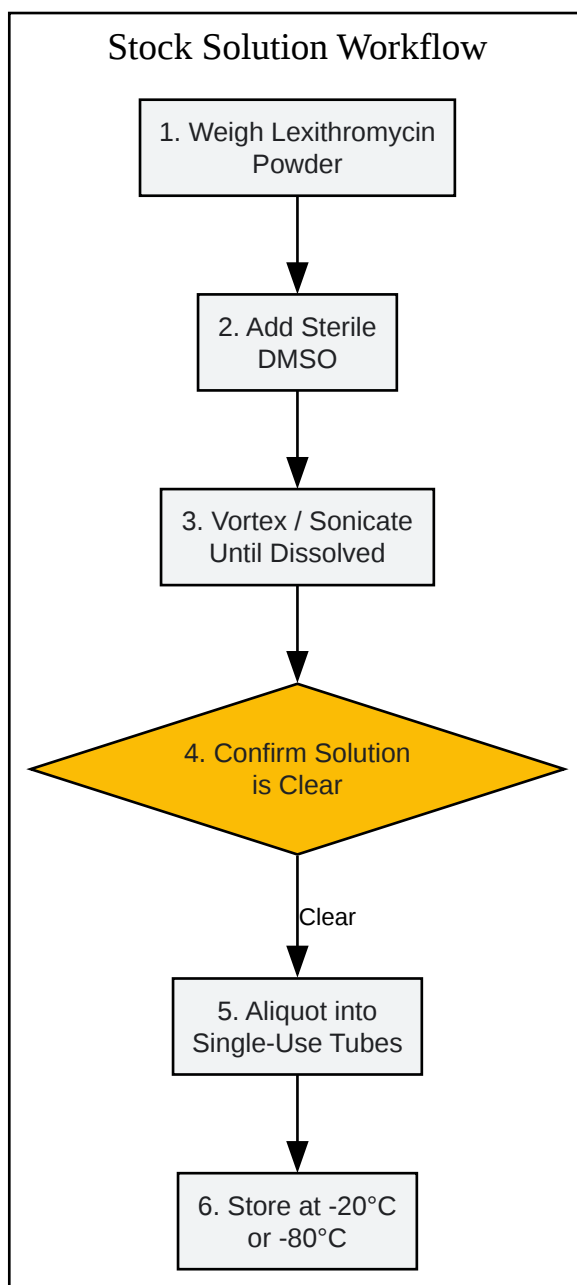 Stock Solution Workflow
1. Weigh Lexithromycin
Powder
2. Add Sterile
DMSO
3. Vortex / Sonicate
Until Dissolved
4. Confirm Solution
is Clear
Clear
5. Aliquot into
Single-Use Tubes
6. Store at -20°C
or -80°C